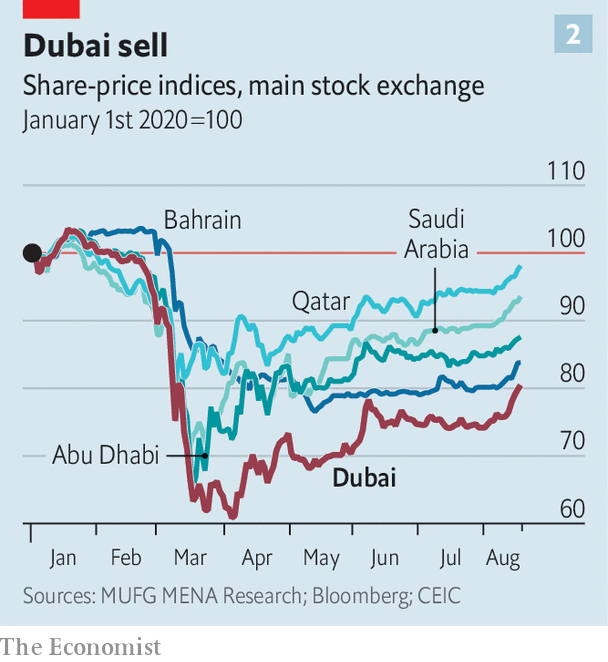 2
Dubai sell
Share-price indices, main stock exchange
January 1st 2020=100
110
Bahrain
Saudi
Arabia
100
Qatar
90
80
Abu Dhabi
70
Dubai
60
Jan Feb Mar Apr May Jun Jul Aug
Sources: MUFG MENA Research; Bloomberg; CEIC
The Economist